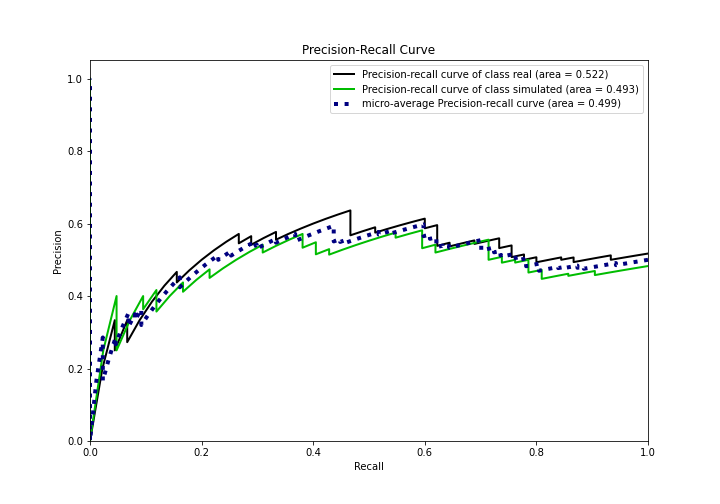 Precision-Recall Curve
Precision-recall curve of class real (area = 0.522)
Precision-recall curve of class simulated (area = 0.493)
micro-average Precision-recall curve (area = 0.499)
1.0
0.8
0.6
0.4
0.2
0.0
Precision
0.0 0.2 0.4 0.6 0.8 1.0
Recall